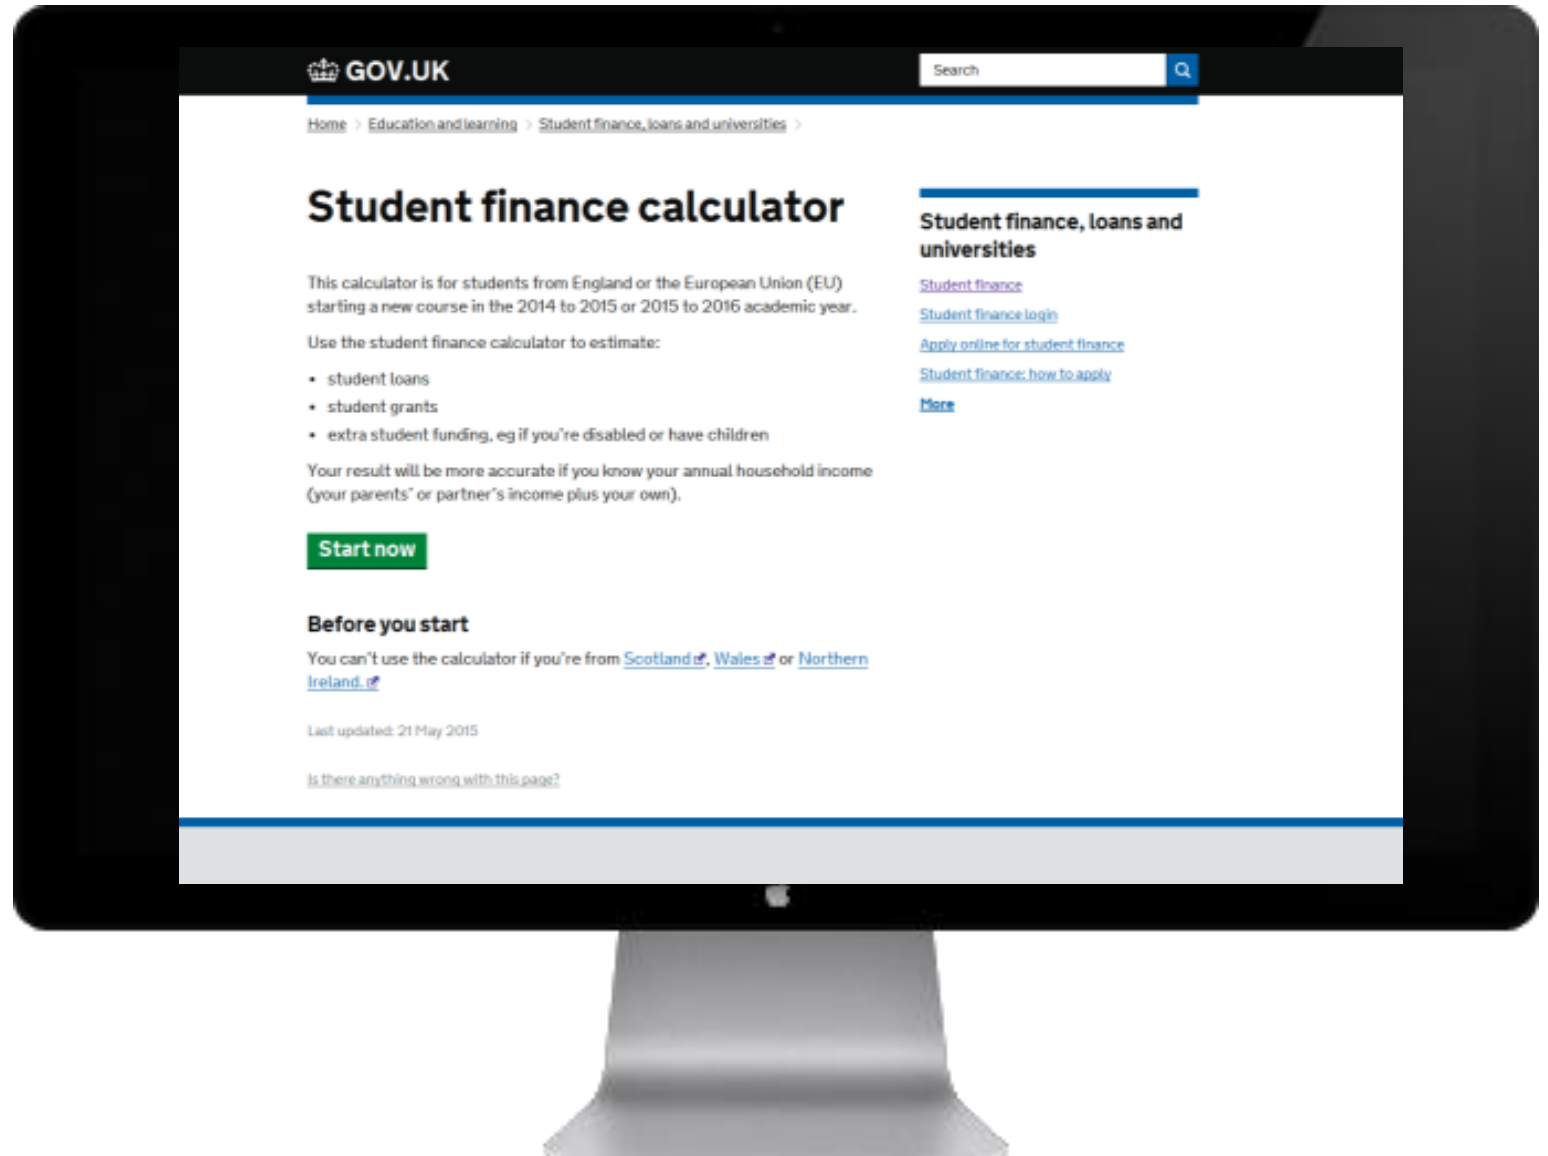 GOV.UK
Search
Home > Education and learning > Student finance, loans and universities >
Student finance calculator
This calculator is for students from England or the European Union (EU)
starting a new course in the 2014 to 2015 or 2015 to 2016 academic year.
Use the student finance calculator to estimate:
• student loans
• student grants
• extra student funding, eg if you're disabled or have children
Your result will be more accurate if you know your annual household income
(your parents' or partner's income plus your own).
Start now
Before you start
You can't use the calculator if you're from Scotland, Wales or Northern
Ireland.
Last updated: 21 May 2015
Is there anything wrong with this page?
Student finance, loans and
universities
Student finance
Student finance login
Apply online for student finance
Student finance: how to apply
More